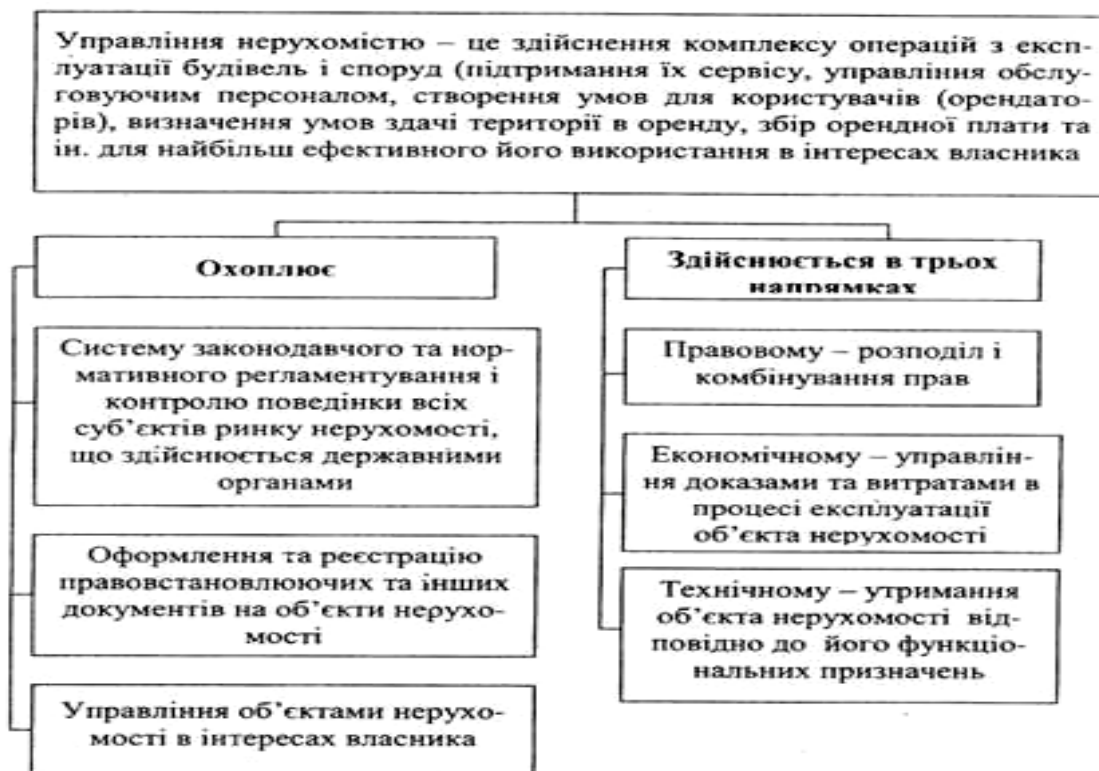 Управління нерухомістю – це здійснення комплексу операцій з експ-
луатації будівель і споруд (підтримання їх сервісу, управління обслу-
говуючим персоналом, створення умов для користувачів (орендато-
рів), визначення умов здачі території в оренду, збір орендної плати та
ін. для найбільш ефективного його використання в інтересах власника
Охоплює
Систему законодавчого та нор-
мативного регламентування і
контролю поведінки всіх
суб’єктів ринку нерухомості,
що здійснюється державними
органами
Оформлення та реєстрацію
правовстановлюючих та інших
документів на об’єкти нерухо-
мості
Управління об’єктами нерухо-
мості в інтересах власника
Здійснюється в трьох
напрямках
Правовому – розподіл і
комбінування прав
Економічному – управлін-
ня доказами та витратами в
процесі експлуатації
об’єкта нерухомості
Технічному – утримання
об’єкта нерухомості від-
повідно до його функціо-
нальних призначень